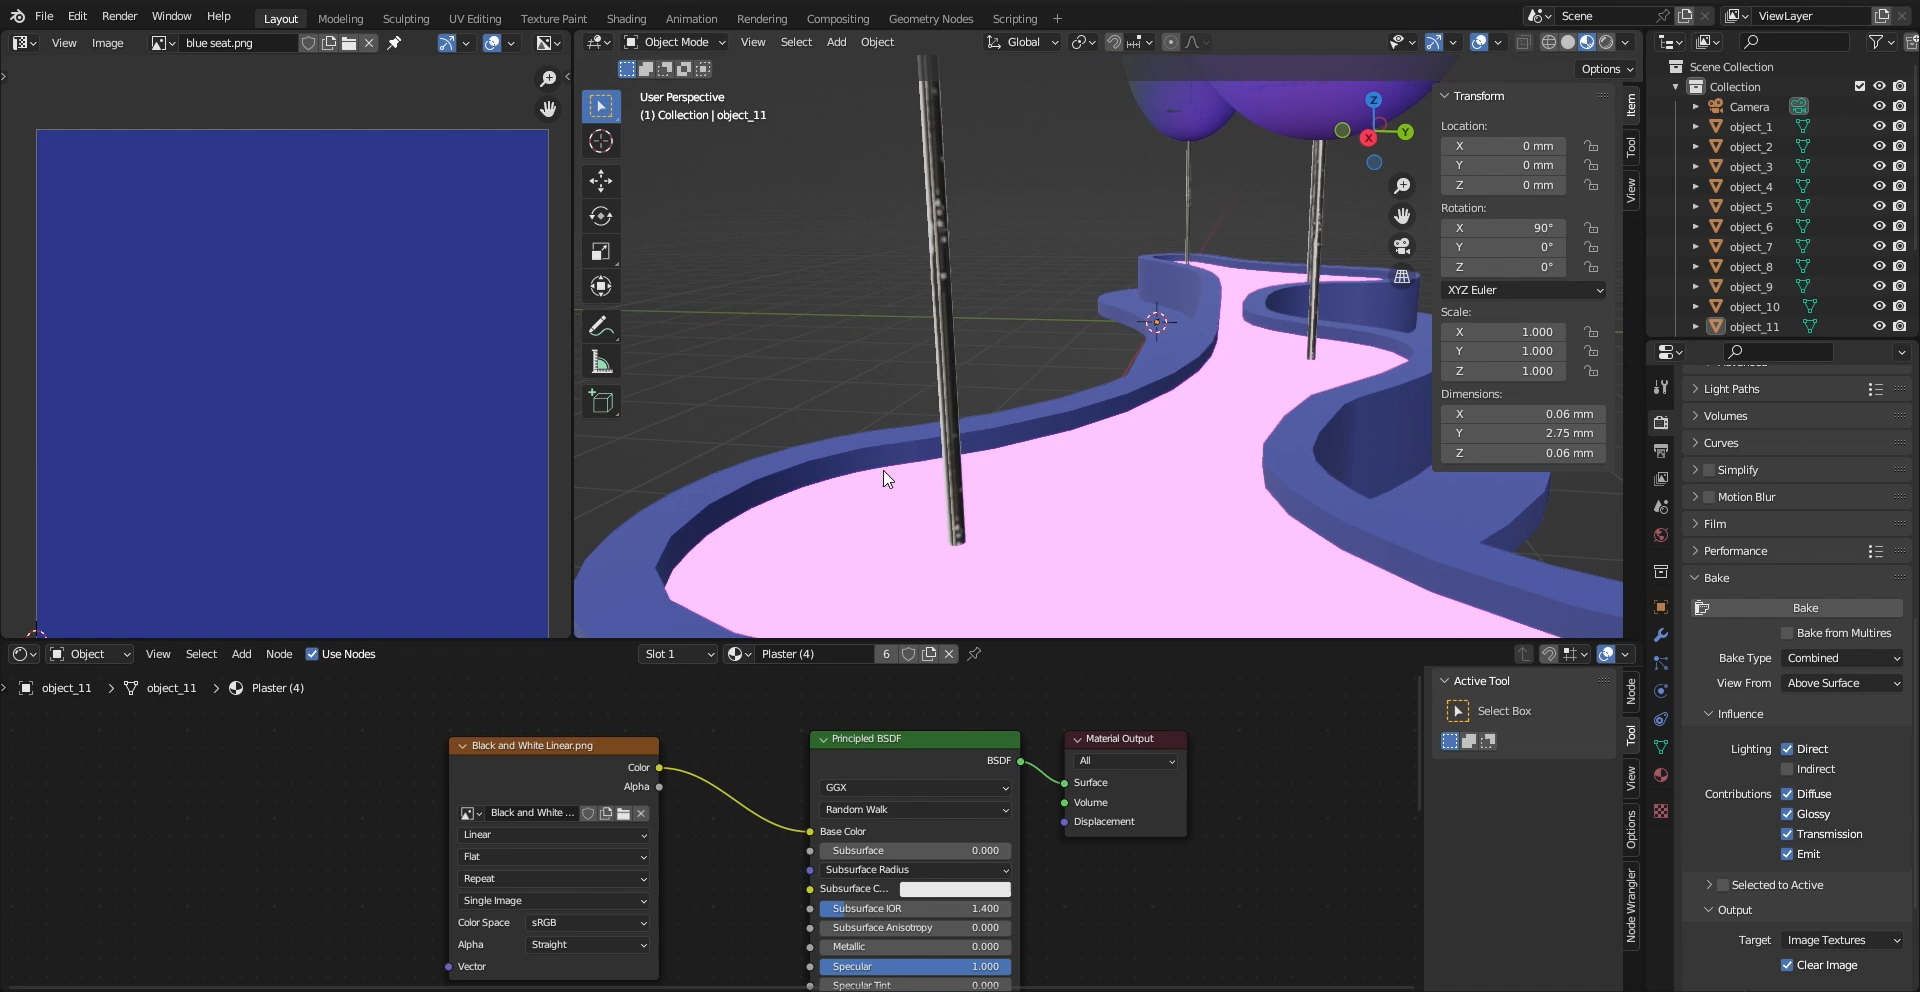 File Edit Render Window Help Layout Modeling Sculpting UV Editing Texture Paint Shading Animation Rendering Compositing Geometry Nodes Scripting + Scene ViewLayer
View Image blue seat.png
Object Mode View Select Add Object Global
Options
User Perspective
(1) Collection | object_11
Z
Y
X
Transform
Location:
X 0 mm
Y 0 mm
Z 0 mm
Rotation:
X 90°
Y 0°
Z 0°
XYZ Euler
Scale:
X 1.000
Y 1.000
Z 1.000
Dimensions:
X 0.06 mm
Y 2.75 mm
Z 0.06 mm
Item
Tool
View
Scene Collection
Collection
Camera
object_1
object_2
object_3
object_4
object_5
object_6
object_7
object_8
object_9
object_10
object_11
Light Paths
Volumes
Curves
Simplify
Motion Blur
Film
Performance
Bake
Bake
Bake from Multires
Bake Type Combined
View From Above Surface
Influence
Lighting Direct
Indirect
Contributions Diffuse
Glossy
Transmission
Emit
Selected to Active
Output
Target Image Textures
Clear Image
Object View Select Add Node Use Nodes Slot 1 Plaster (4) 6
object_11 > object_11 > Plaster (4)
Black and White Linear.png
Color
Alpha
Black and White ...
Linear
Flat
Repeat
Single Image
Color Space sRGB
Alpha Straight
Vector
Principled BSDF
BSDF
GGX
Random Walk
Base Color
Subsurface 0.000
Subsurface Radius
Subsurface C...
Subsurface IOR 1.400
Subsurface Anisotropy 0.000
Metallic 0.000
Specular 1.000
Specular Tint 0.000
Material Output
All
Surface
Volume
Displacement
Active Tool
Select Box
Node
Tool
View
Options
Node Wrangler